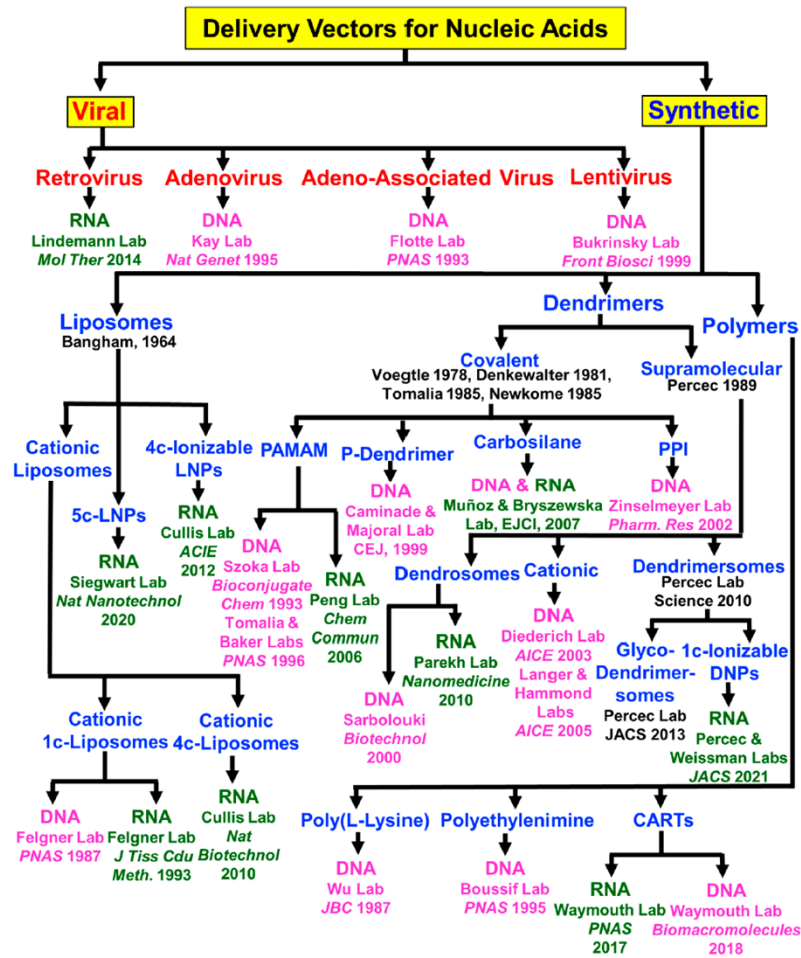 Delivery Vectors for Nucleic Acids
Viral
Synthetic
Retrovirus
RNA
Lindemann Lab
Mol Ther 2014
Adenovirus
DNA
Kay Lab
Nat Genet 1995
Adeno-Associated Virus
DNA
Flotte Lab
PNAS 1993
Lentivirus
DNA
Bukrinsky Lab
Front Biosci 1999
Liposomes
Bangham, 1964
Dendrimers
Polymers
Covalent
Voegtle 1978, Denkewalter 1981,
Tomalia 1985, Newkome 1985
Supramolecular
Percec 1989
Cationic
Liposomes
5c-LNPs
RNA
Siegwart Lab
Nat Nanotechnol
2020
4c-Ionizable
LNPs
RNA
Cullis Lab
ACIE
2012
PAMAM
DNA
Szoka Lab
Bioconjugate
Chem 1993
Tomalia &
Baker Labs
PNAS 1996
RNA
Peng Lab
Chem
Commun
2006
P-Dendrimer
DNA
Caminade &
Majoral Lab
CEJ, 1999
Carbosilane
DNA & RNA
Muñoz & Bryszewska
Lab, EJCI, 2007
PPI
DNA
Zinselmeyer Lab
Pharm. Res 2002
Dendrosomes
DNA
Sarbolouki
Biotechnol
2000
RNA
Parekh Lab
Nanomedicine
2010
Cationic
DNA
Diederich Lab
AICE 2003
Langer &
Hammond
Labs
AICE 2005
Dendrimersomes
Percec Lab
Science 2010
Glyco-
Dendrimer-
somes
Percec Lab
JACS 2013
1c-Ionizable
DNPs
RNA
Percec &
Weissman Labs
JACS 2021
Cationic
1c-Liposomes
DNA
Felgner Lab
PNAS 1987
RNA
Felgner Lab
J Tiss Cdu
Meth. 1993
Cationic
4c-Liposomes
RNA
Cullis Lab
Nat
Biotechnol
2010
Poly(L-Lysine)
DNA
Wu Lab
JBC 1987
Polyethylenimine
DNA
Boussif Lab
PNAS 1995
CARTs
RNA
Waymouth Lab
PNAS
2017
DNA
Waymouth Lab
Biomacromolecules
2018